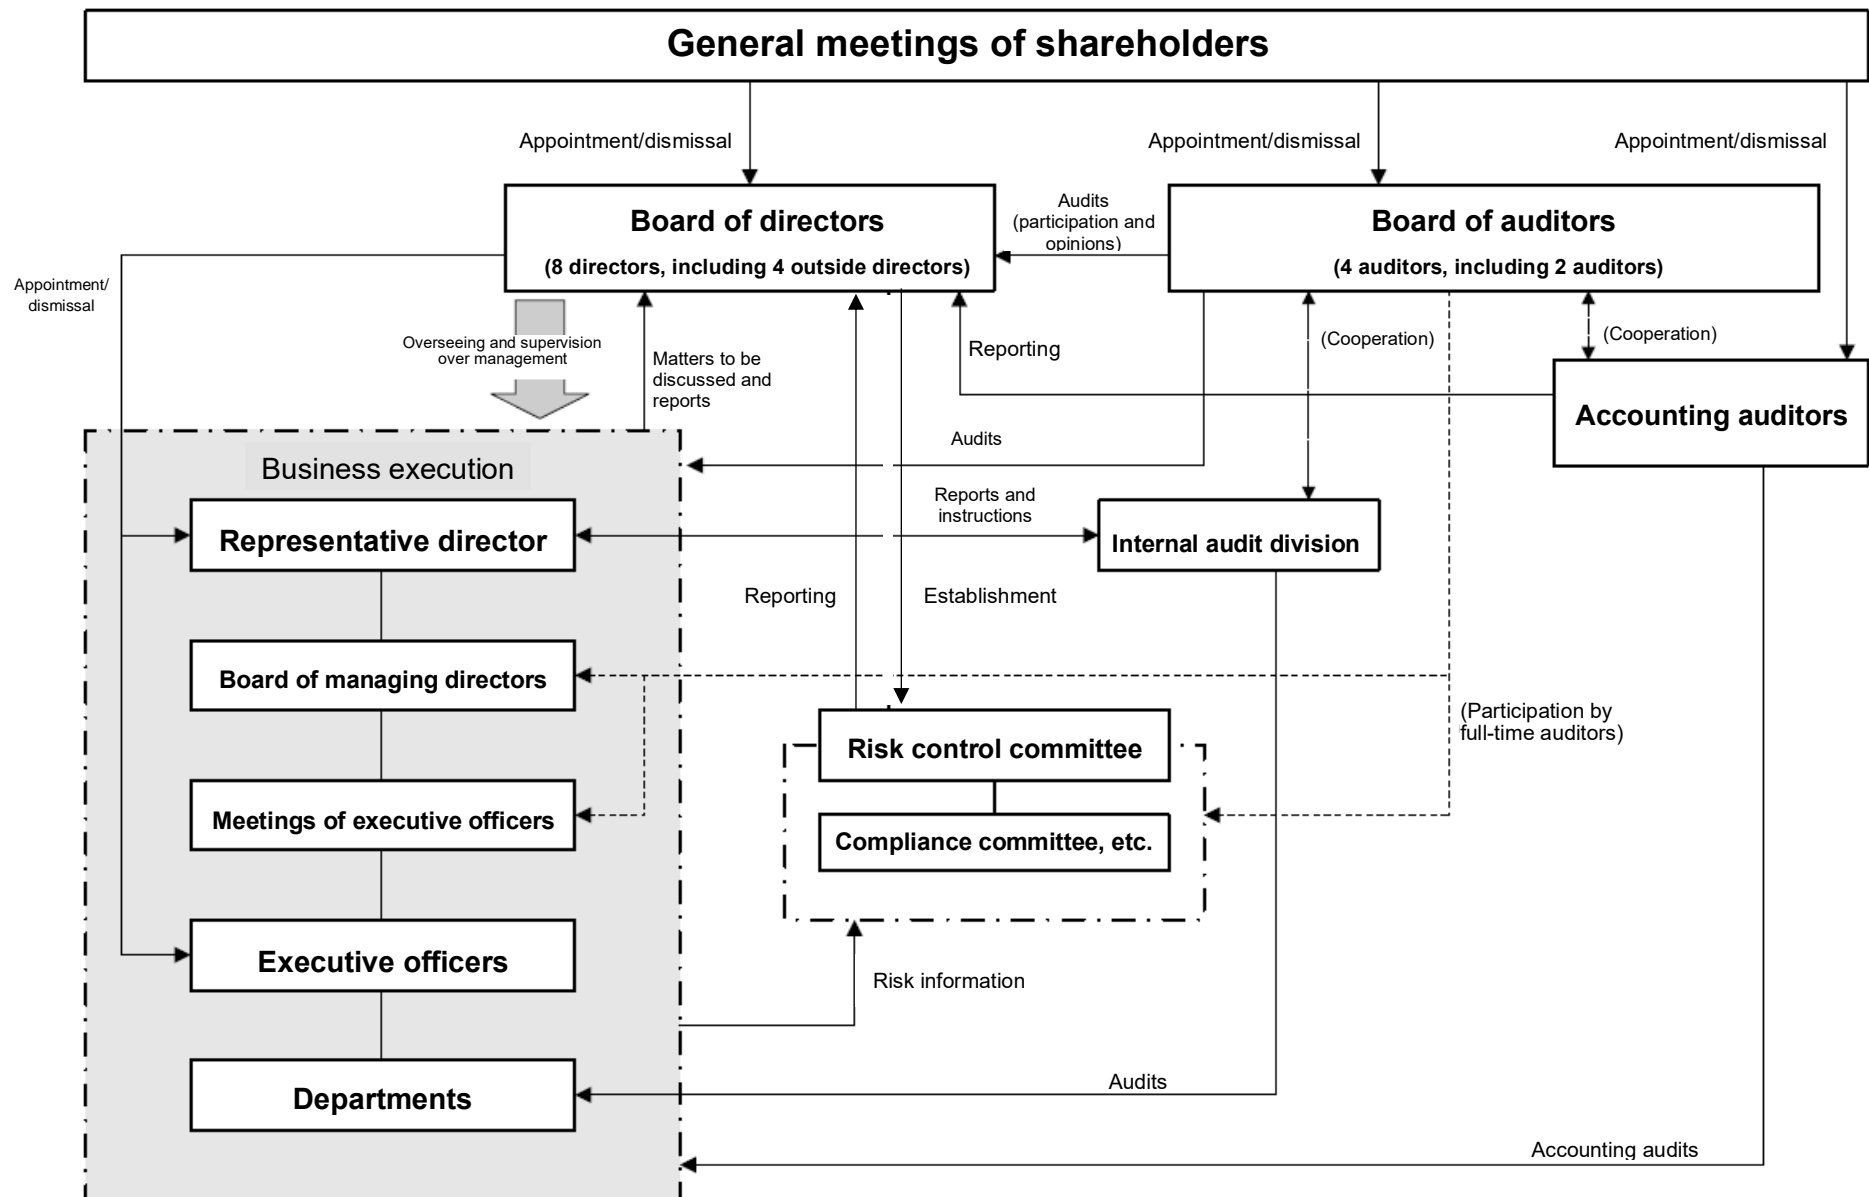 General meetings of shareholders
Appointment/dismissal
Appointment/dismissal
Appointment/dismissal
Board of directors
(8 directors, including 4 outside directors)
Audits
(participation and
opinions)
Board of auditors
(4 auditors, including 2 auditors)
Appointment/
dismissal
Overseeing and supervision
over management
Matters to be
discussed and
reports
Reporting
(Cooperation)
(Cooperation)
Accounting auditors
Audits
Business execution
Reports and
instructions
Representative director
Internal audit division
Reporting
Establishment
Board of managing directors
(Participation by
full-time auditors)
Risk control committee
Meetings of executive officers
Compliance committee, etc.
Executive officers
Risk information
Departments
Audits
Accounting audits